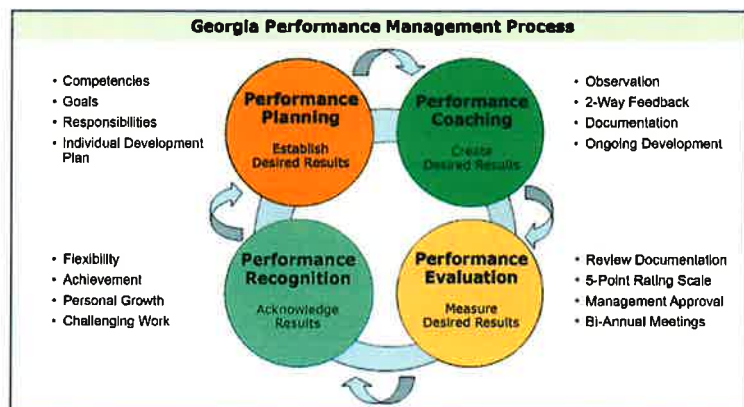 Georgia Performance Management Process
• Competencies
• Goals
• Responsibilities
• Individual Development
Plan
Performance
Planning
Establish
Desired Results
Performance
Coaching
Create
Desired Results
• Observation
• 2-Way Feedback
• Documentation
• Ongoing Development
• Flexibility
• Achievement
• Personal Growth
• Challenging Work
Performance
Recognition
Acknowledge
Results
Performance
Evaluation
Measure
Desired Results
• Review Documentation
• 5-Point Rating Scale
• Management Approval
• Bi-Annual Meetings